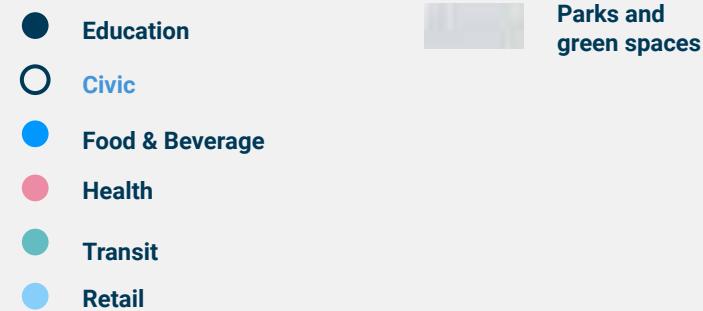 Education
Civic
Food & Beverage
Health
Transit
Retail
Parks and
green spaces